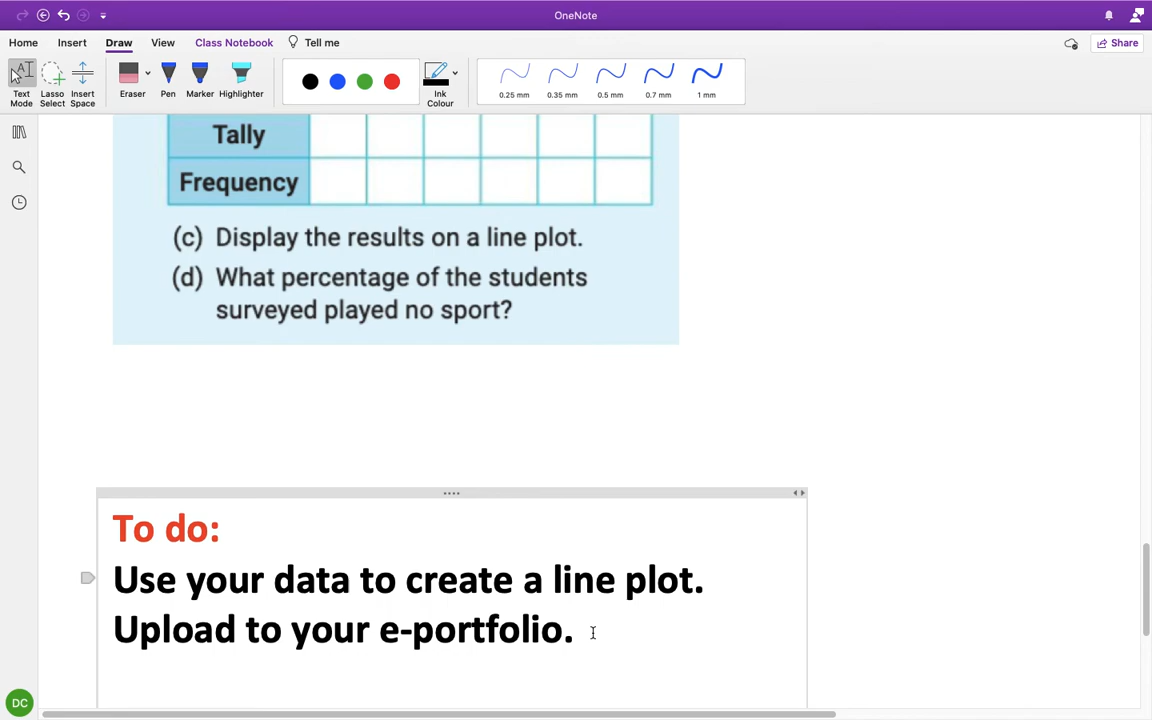 OneNote
Home Insert Draw View Class Notebook Tell me Share
Text Mode
Lasso Select
Insert Space
Eraser
Pen
Marker
Highlighter
Ink Colour
0.25 mm
0.35 mm
0.5 mm
0.7 mm
1 mm
Tally
Frequency
(c) Display the results on a line plot.
(d) What percentage of the students
surveyed played no sport?
To do:
Use your data to create a line plot.
Upload to your e-portfolio.
DC